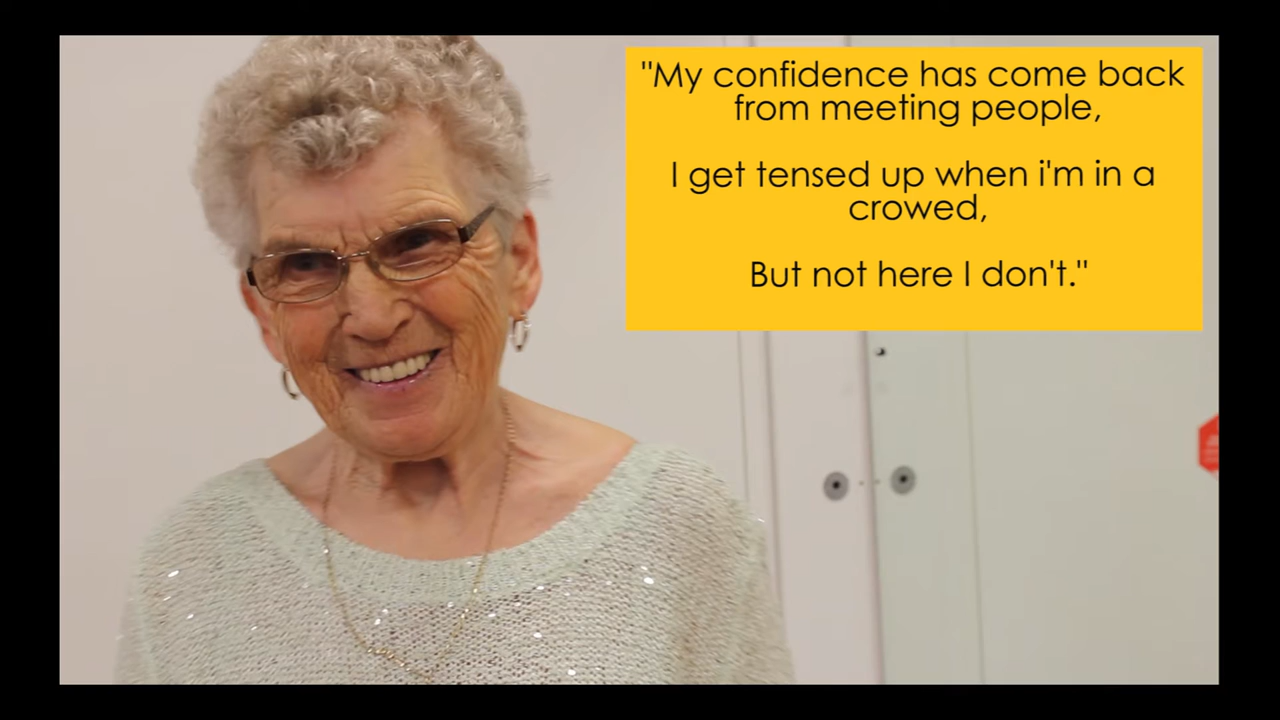 "My confidence has come back
from meeting people,
I get tensed up when i'm in a
crowed,
But not here I don't."